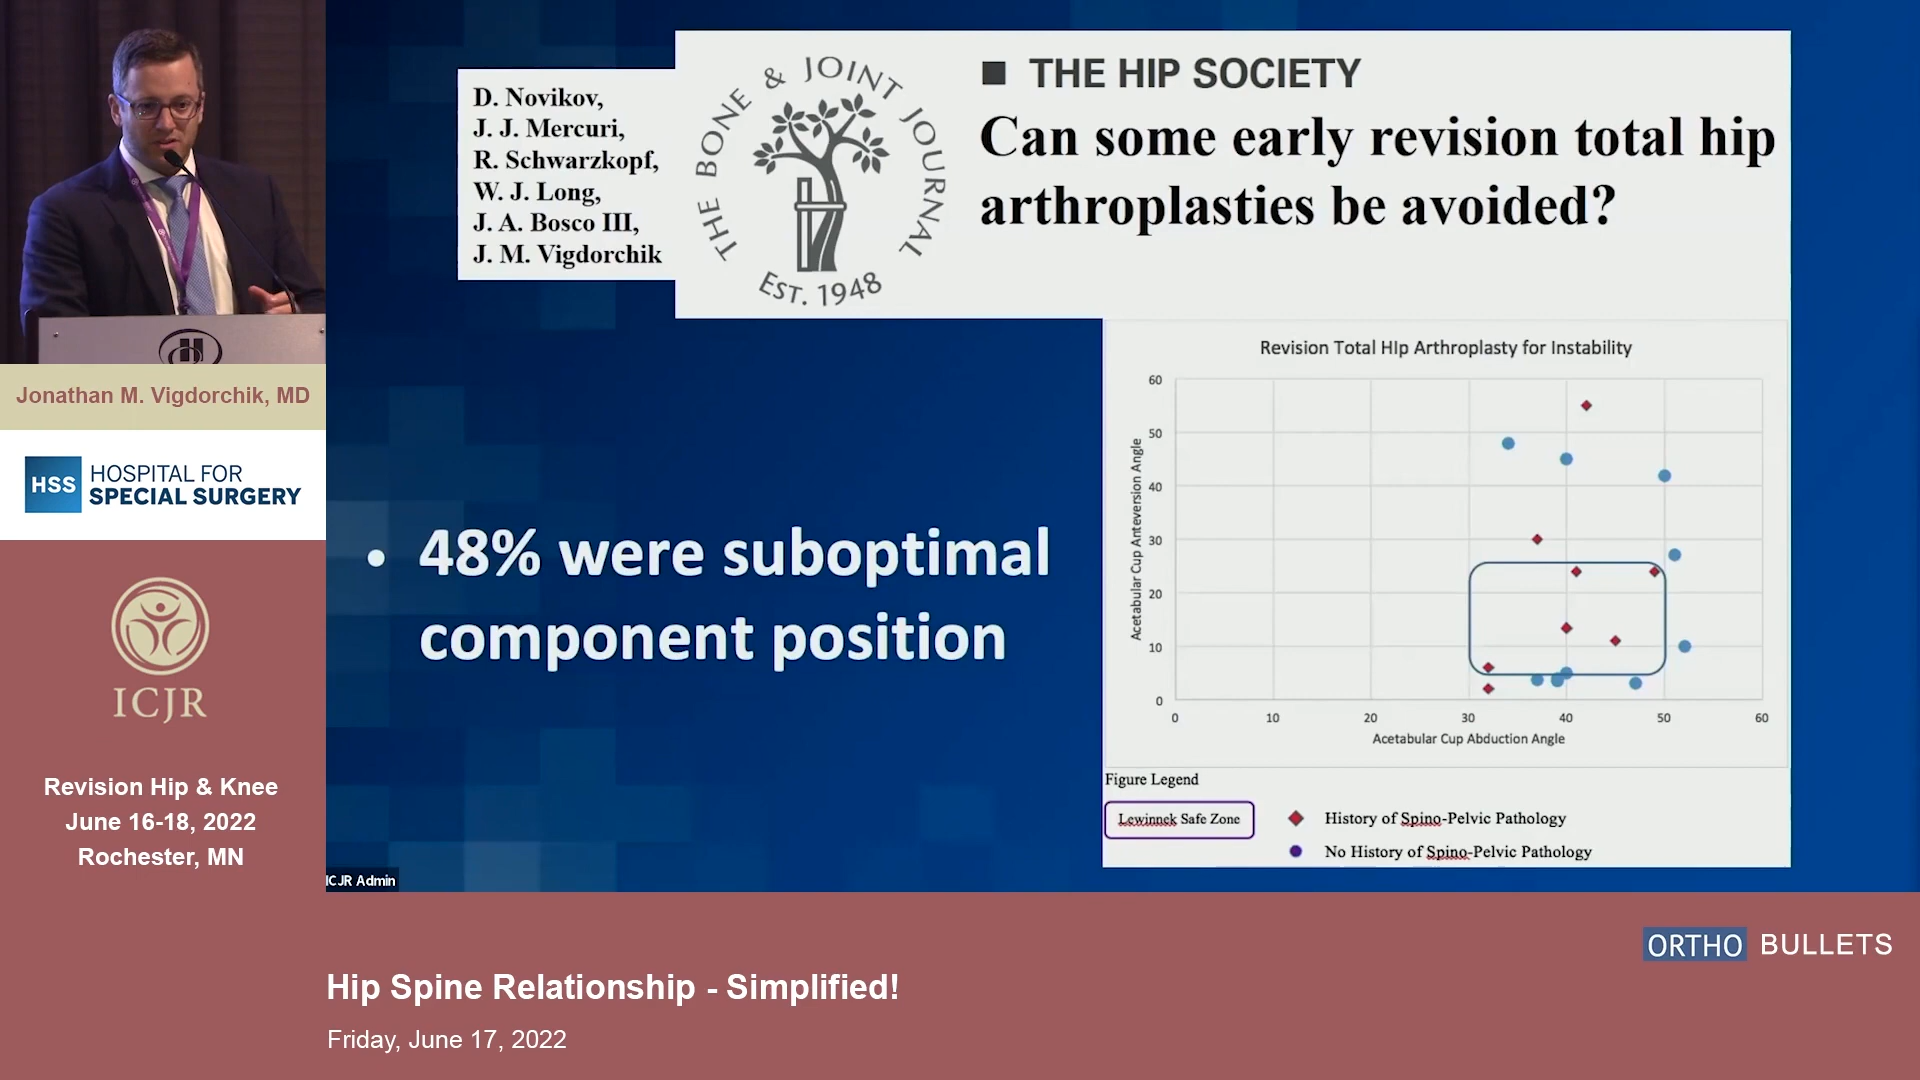 D. Novikov,
J. J. Mercuri,
R. Schwarzkopf,
W. J. Long,
J. A. Bosco III,
J. M. Vigdorchik
THE BONE & JOINT JOURNAL
EST. 1948
■ THE HIP SOCIETY
Can some early revision total hip
arthroplasties be avoided?
Jonathan M. Vigdorchik, MD
HSS
HOSPITAL FOR
SPECIAL SURGERY
ICJR
Revision Hip & Knee
June 16-18, 2022
Rochester, MN
• 48% were suboptimal
component position
Revision Total HIp Arthroplasty for Instability
Acetabular Cup Anteversion Angle
60
50
40
30
20
10
0
0 10 20 30 40 50 60
Acetabular Cup Abduction Angle
Figure Legend
Lewinnek Safe Zone
History of Spino-Pelvic Pathology
No History of Spino-Pelvic Pathology
ICJR Admin
ORTHO BULLETS
Hip Spine Relationship - Simplified!
Friday, June 17, 2022